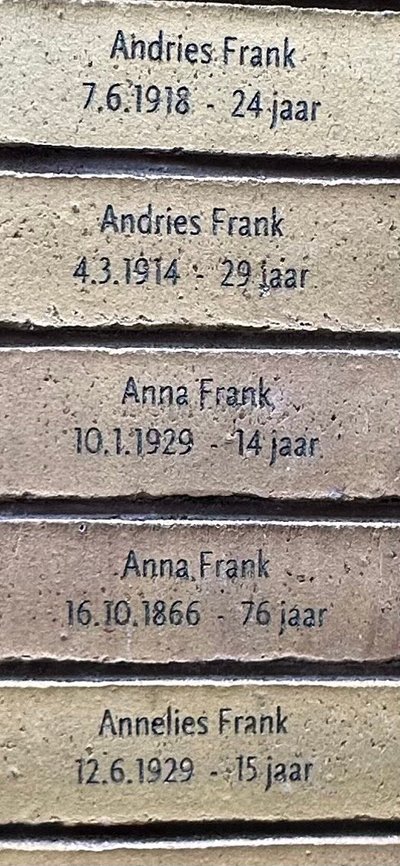 Andries Frank
7.6.1918 - 24 jaar
Andries Frank
4.3.1914 - 29 jaar
Anna Frank
10.1.1929 - 14 jaar
Anna Frank
16.10.1866 - 76 jaar
Annelies Frank
12.6.1929 - 15 jaar